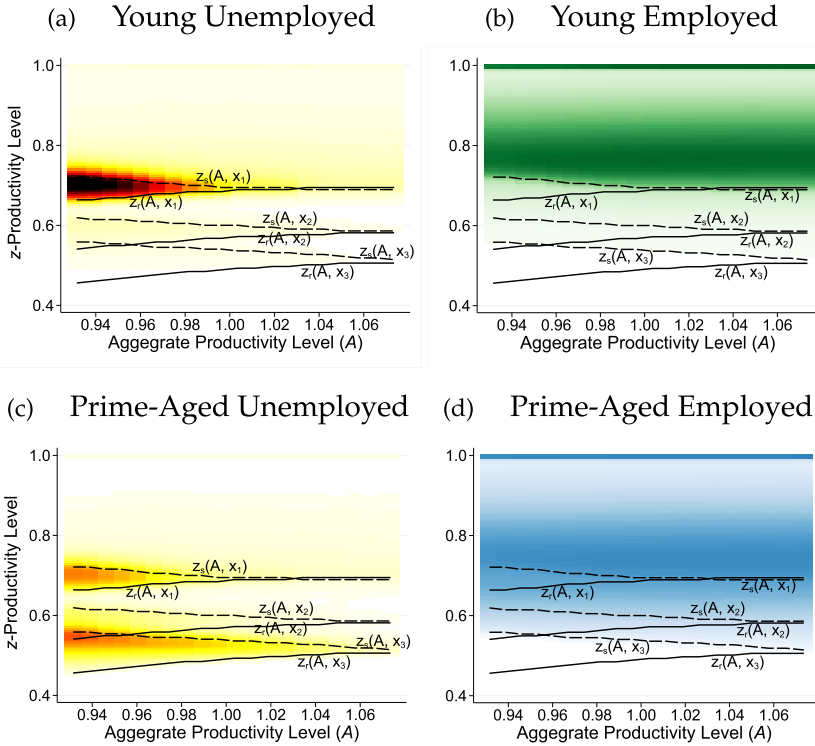 (a) Young Unemployed
(b) Young Employed
z-Productivity Level
1.0
0.8
0.6
0.4
zs(A, x1)
zr(A, x1)
zs(A, x2)
zr(A, x2)
zs(A, x3)
zr(A, x3)
0.94 0.96 0.98 1.00 1.02 1.04 1.06
Aggegrate Productivity Level (A)
1.0
0.8
0.6
0.4
zr(A, x1)
zs(A, x1)
zs(A, x2)
zr(A, x2)
zs(A, x3)
zr(A, x3)
0.94 0.96 0.98 1.00 1.02 1.04 1.06
Aggegrate Productivity Level (A)
(c) Prime-Aged Unemployed
(d) Prime-Aged Employed
z-Productivity Level
1.0
0.8
0.6
0.4
zs(A, x1)
zr(A, x1)
zs(A, x2)
zr(A, x2)
zs(A, x3)
zr(A, x3)
0.94 0.96 0.98 1.00 1.02 1.04 1.06
Aggegrate Productivity Level (A)
1.0
0.8
0.6
0.4
zs(A, x1)
zr(A, x1)
zs(A, x2)
zr(A, x2)
zs(A, x3)
zr(A, x3)
0.94 0.96 0.98 1.00 1.02 1.04 1.06
Aggegrate Productivity Level (A)